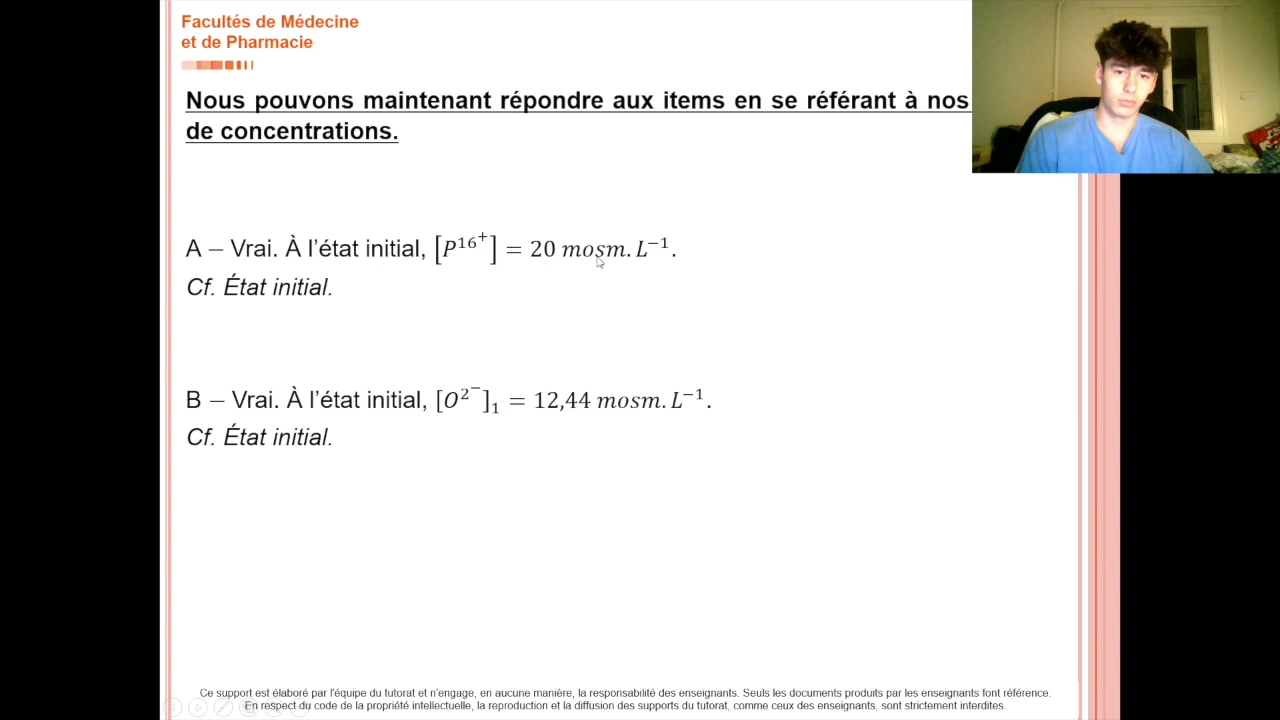 Facultés de Médecine
et de Pharmacie
Nous pouvons maintenant répondre aux items en se référant à nos
de concentrations.
A – Vrai. À l’état initial, [P¹⁶⁺] = 20 mosm. L⁻¹.
Cf. État initial.
B – Vrai. À l’état initial, [O²⁻]₁ = 12,44 mosm. L⁻¹.
Cf. État initial.
Ce support est élaboré par l'équipe du tutorat et n'engage, en aucune manière, la responsabilité des enseignants. Seuls les documents produits par les enseignants font référence.
En respect du code de la propriété intellectuelle, la reproduction et la diffusion des supports du tutorat, comme ceux des enseignants, sont strictement interdites.